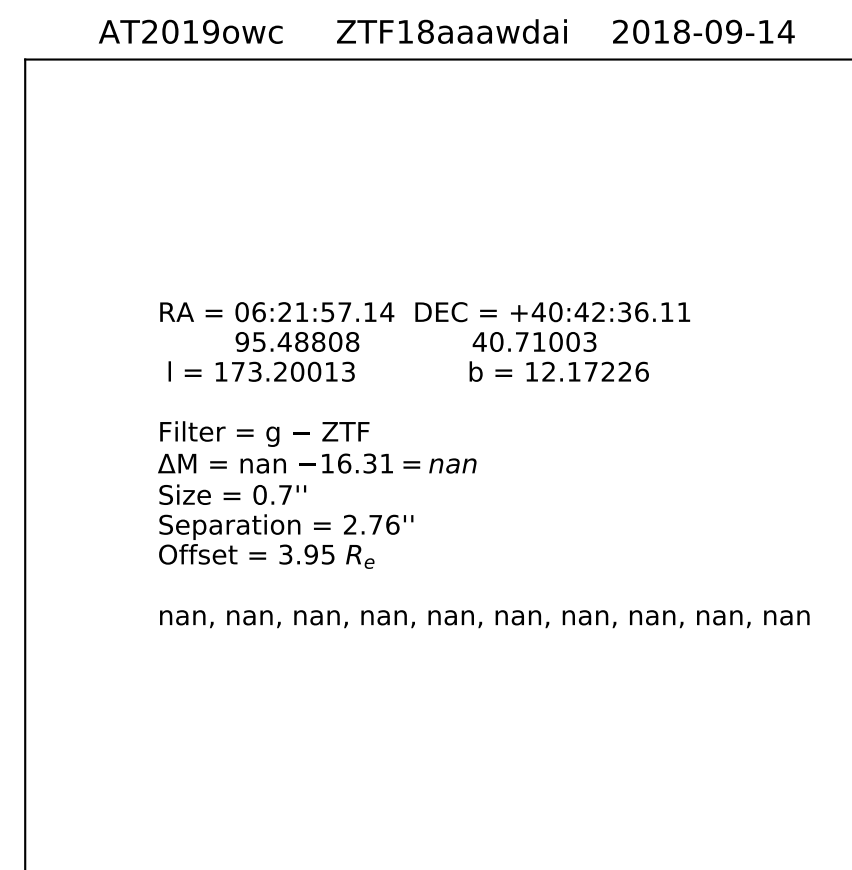 AT2019owc ZTF18aaawdai 2018-09-14
RA = 06:21:57.14 DEC = +40:42:36.11
95.48808 40.71003
l = 173.20013 b = 12.17226
Filter = g − ZTF
ΔM = nan −16.31 = nan
Size = 0.7''
Separation = 2.76''
Offset = 3.95 Re
nan, nan, nan, nan, nan, nan, nan, nan, nan, nan